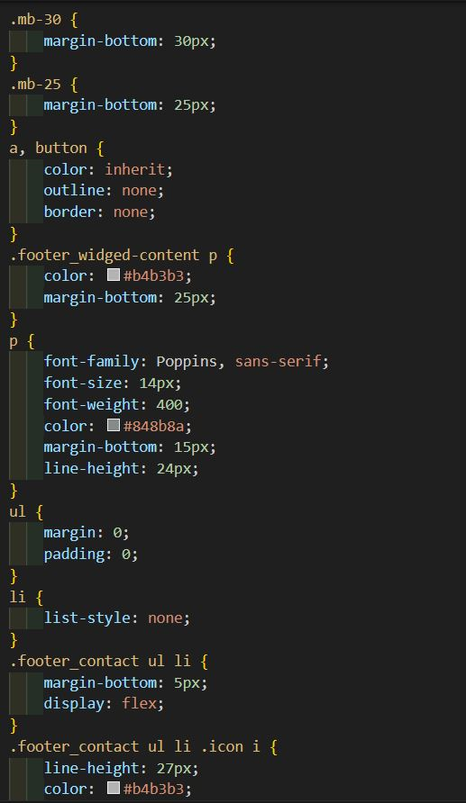 .mb-30 {
margin-bottom: 30px;
}
.mb-25 {
margin-bottom: 25px;
}
a, button {
color: inherit;
outline: none;
border: none;
}
.footer_widged-content p {
color: #b4b3b3;
margin-bottom: 25px;
}
p {
font-family: Poppins, sans-serif;
font-size: 14px;
font-weight: 400;
color: #848b8a;
margin-bottom: 15px;
line-height: 24px;
}
ul {
margin: 0;
padding: 0;
}
li {
list-style: none;
}
.footer_contact ul li {
margin-bottom: 5px;
display: flex;
}
.footer_contact ul li .icon i {
line-height: 27px;
color: #b4b3b3;